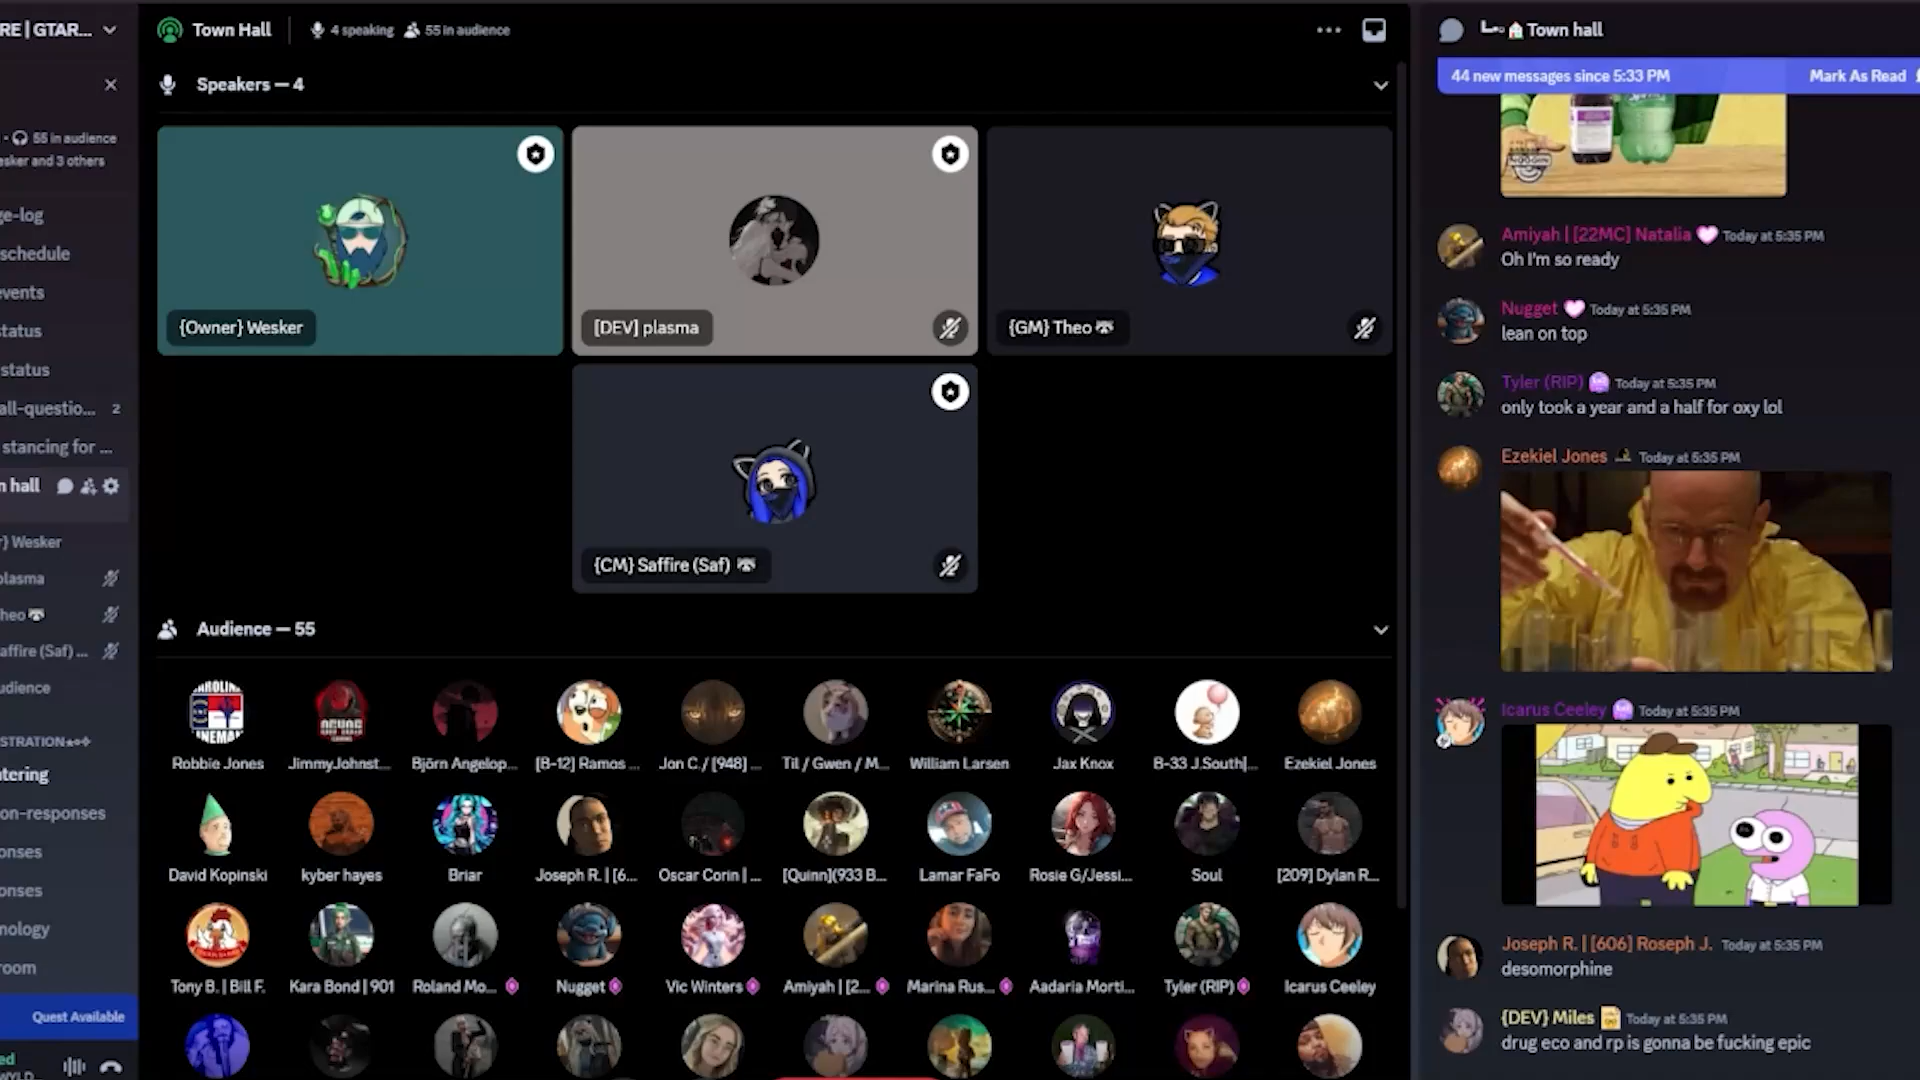 RE | GTAR...
55 in audience
esker and 3 others
ge-log
schedule
events
status
status
all-questio... 2
stancing for ...
n hall
r} Wesker
plasma
heo
affire (Saf) ...
udience
STRATION
tering
on-responses
onses
onses
nology
room
Quest Available
ed
WYLD...
Town Hall
4 speaking
55 in audience
Speakers — 4
{Owner} Wesker
[DEV] plasma
{GM} Theo
{CM} Saffire (Saf)
Audience — 55
Robbie Jones
JimmyJohnst...
Björn Angelop...
[B-12] Ramos ...
Jon C./ [948] ...
Til / Gwen / M...
William Larsen
Jax Knox
B-33 J.South|...
Ezekiel Jones
David Kopinski
kyber hayes
Briar
Joseph R. | [6...
Oscar Corin | ...
[Quinn](933 B...
Lamar FaFo
Rosie G/Jessi...
Soul
[209] Dylan R...
Tony B. | Bill F.
Kara Bond | 901
Roland Mo...
Nugget
Vic Winters
Amiyah | [2...
Marina Rus...
Aadaria Morti...
Tyler (RIP)
Icarus Ceeley
Town hall
44 new messages since 5:33 PM
Mark As Read
NOGGIN
Amiyah | [22MC] Natalia Today at 5:35 PM
Oh I'm so ready
Nugget Today at 5:35 PM
lean on top
Tyler (RIP) Today at 5:35 PM
only took a year and a half for oxy lol
Ezekiel Jones Today at 5:35 PM
Icarus Ceeley Today at 5:35 PM
Joseph R. | [606] Roseph J. Today at 5:35 PM
desomorphine
{DEV} Miles Today at 5:35 PM
drug eco and rp is gonna be fucking epic